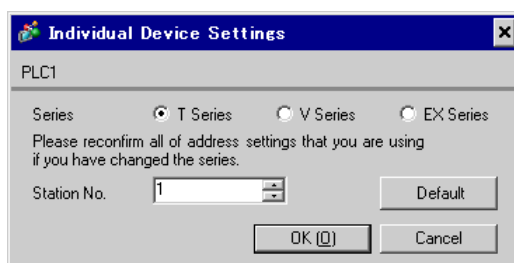 Individual Device Settings
PLC1
Series T Series V Series EX Series
Please reconfirm all of address settings that you are using
if you have changed the series.
Station No. 1 Default
OK (O) Cancel